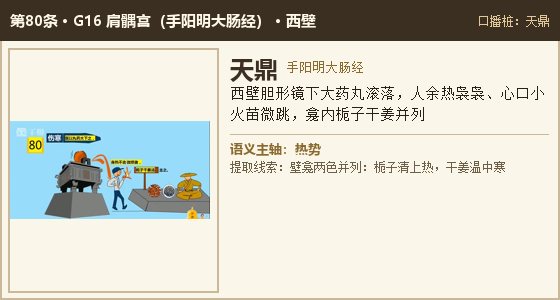 第80条·G16 肩髃宫（手阳明大肠经）·西壁
口播桩：天鼎
天鼎 手阳明大肠经
西壁胆形镜下大药丸滚落，人余热袅袅、心口小
火苗微跳，龛内栀子干姜并列
语义主轴：热势
提取线索：壁龛两色并列：栀子清上热，干姜温中寒
80
伤寒